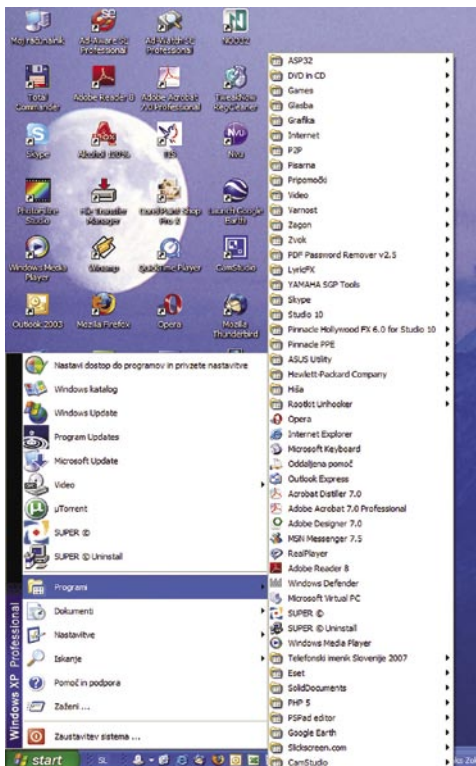 Moj računalnik
Ad-Aware SE Professional
Ad-Watch SE Professional
NOD32
Total Commander
Adobe Reader 8
Adobe Acrobat 7.0 Professional
TweakNow RegCleaner
Skype
Alcohol 120%
Nvu
Studio
File Transfer Manager
Corel Paint Shop Pro X
Launch Google Earth
Windows Media Player
Winamp
QuickTime Player
CamStudio
Outlook 2003
Mozilla Firefox
Opera
Mozilla Thunderbird
Nastavi dostop do programov in privzete nastavitve
Windows katalog
Windows Update
Program Updates
Microsoft Update
Video
µTorrent
SUPER ©
SUPER © Uninstall
Programi
Dokumenti
Nastavitve
Iskanje
Pomoč in podpora
Zaženi ...
Zaustavitev sistema ...
Windows XP Professional
start
SL
ASP32
DVD in CD
Games
Glasba
Grafika
Internet
P2P
Pisarna
Pripomočki
Video
Varnost
Zagon
Zvok
PDF Password Remover v2.5
LyricFX
YAMAHA SGP Tools
Skype
Studio 10
Pinnacle Hollywood FX 6.0 for Studio 10
Pinnacle PPE
ASUS Utility
Hewlett-Packard Company
Hiša
Rootkit Unhooker
Opera
Internet Explorer
Microsoft Keyboard
Oddaljena pomoč
Outlook Express
Acrobat Distiller 7.0
Adobe Acrobat 7.0 Professional
Adobe Designer 7.0
MSN Messenger 7.5
RealPlayer
Adobe Reader 8
Windows Defender
Microsoft Virtual PC
SUPER ©
SUPER © Uninstall
Windows Media Player
Telefonski imenik Slovenije 2007
Eset
SolidDocuments
PHP 5
PSPad editor
Google Earth
Slickscreen.com
CamStudio